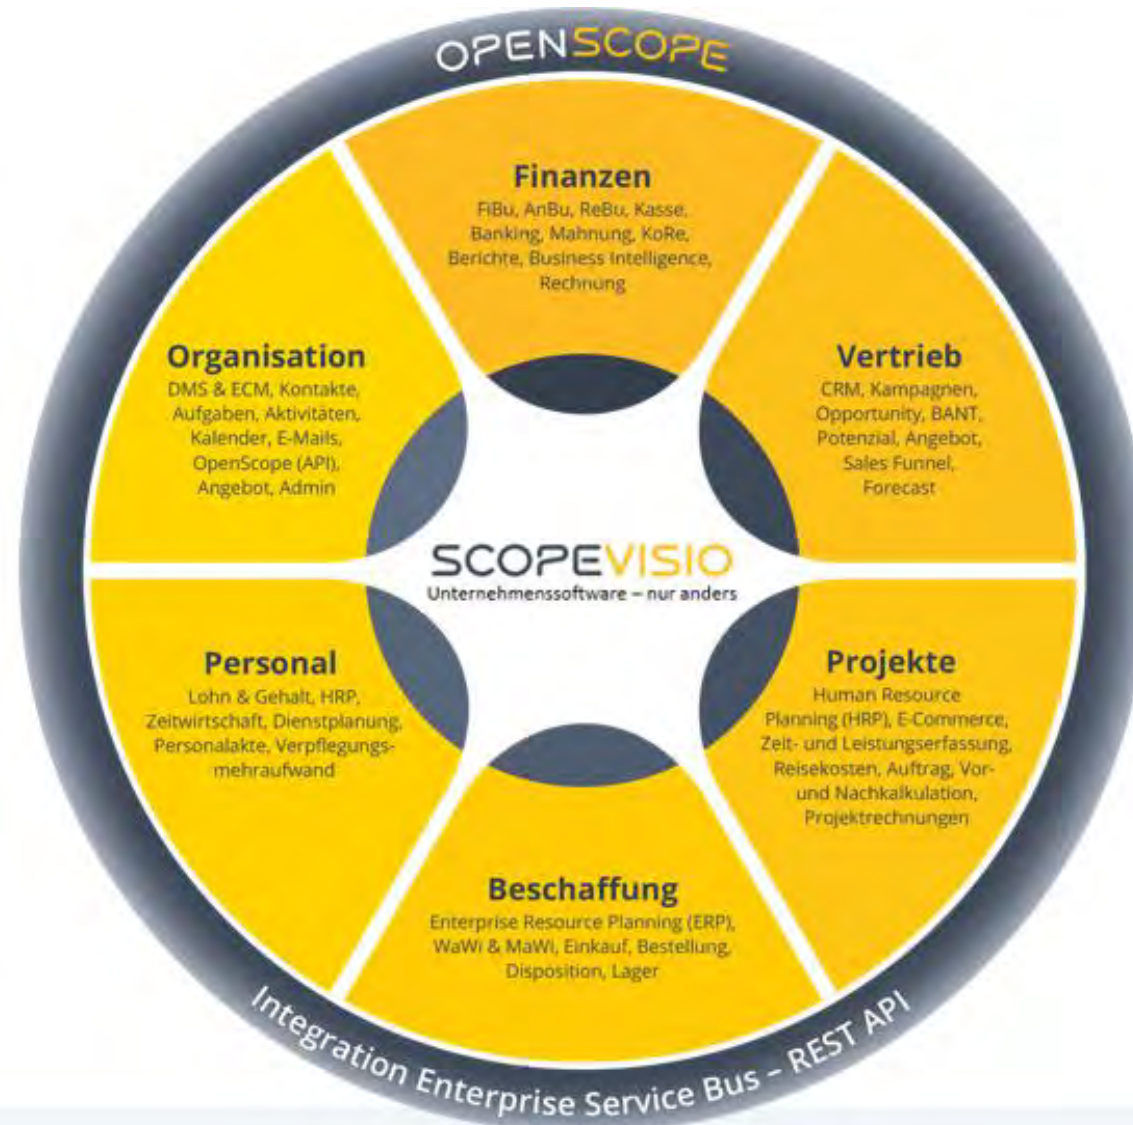 OPENSCOPE
Finanzen
FiBu, AnBu, ReBu, Kasse,
Banking, Mahnung, KoRe,
Berichte, Business Intelligence,
Rechnung
Vertrieb
CRM, Kampagnen,
Opportunity, BANT,
Potenzial, Angebot,
Sales Funnel,
Forecast
Projekte
Human Resource
Planning (HRP), E-Commerce,
Zeit- und Leistungserfassung,
Reisekosten, Auftrag, Vor-
und Nachkalkulation,
Projektrechnungen
Beschaffung
Enterprise Resource Planning (ERP),
WaWi & MaWi, Einkauf, Bestellung,
Disposition, Lager
Personal
Lohn & Gehalt, HRP,
Zeitwirtschaft, Dienstplanung,
Personalakte, Verpflegungs-
mehraufwand
Organisation
DMS & ECM, Kontakte,
Aufgaben, Aktivitäten,
Kalender, E-Mails,
OpenScope (API),
Angebot, Admin
SCOPEVISIO
Unternehmenssoftware – nur anders
Integration Enterprise Service Bus – REST API